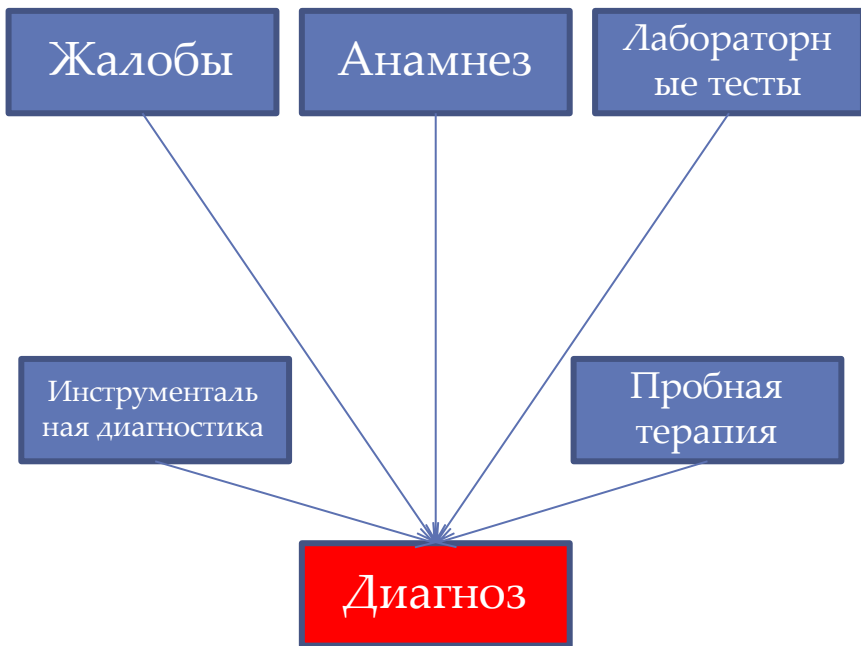 Жалобы
Анамнез
Лабораторн
ые тесты
Инструменталь
ная диагностика
Пробная
терапия
Диагноз